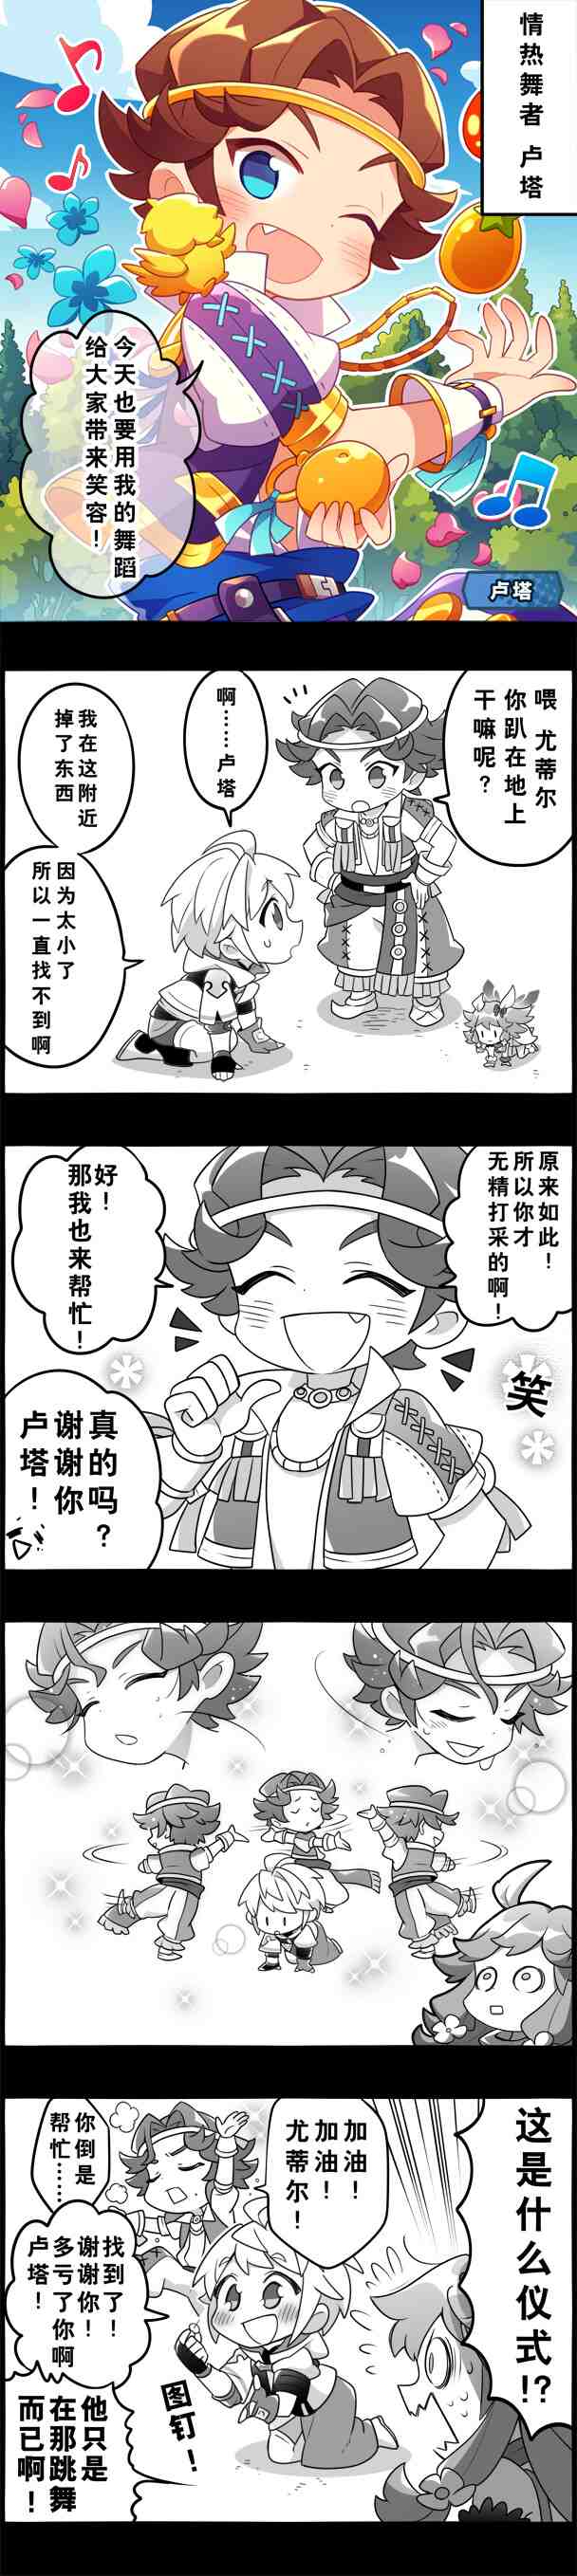 情热舞者 卢塔
今天也要用我的舞蹈
给大家带来笑容！
卢塔
喂 尤蒂尔
你趴在地上
干嘛呢？
啊……卢塔
我在这附近
掉了东西
因为太小了
所以一直找不到啊
原来如此！
所以你才
无精打采的啊！
好！
那我也来帮忙！
笑
真的吗？
谢谢你
卢塔！
这是什么仪式!?
加油！
加油！
尤蒂尔！
你倒是
帮忙……
找到了！
谢谢你！
多亏了你啊
卢塔！
图钉！
他只是
在那跳舞
而已啊！